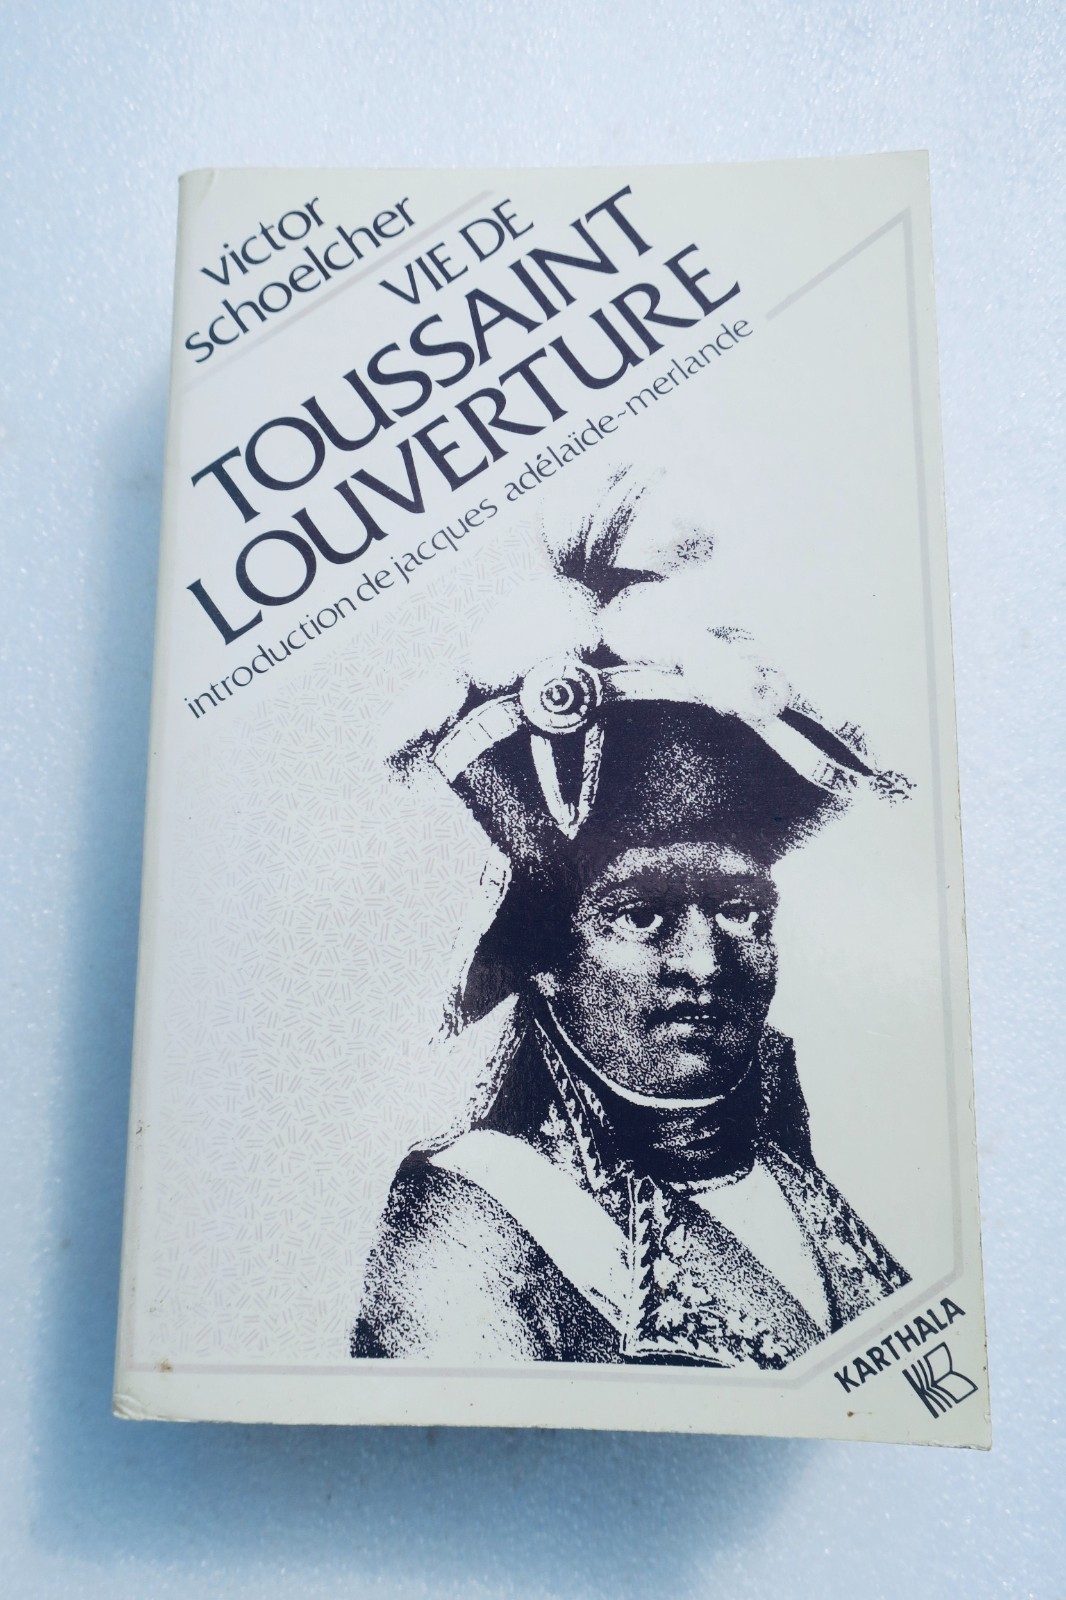 victor
schoelcher
VIE DE
TOUSSAINT
LOUVERTURE
introduction de jacques adélaïde~merlande
KARTHALA